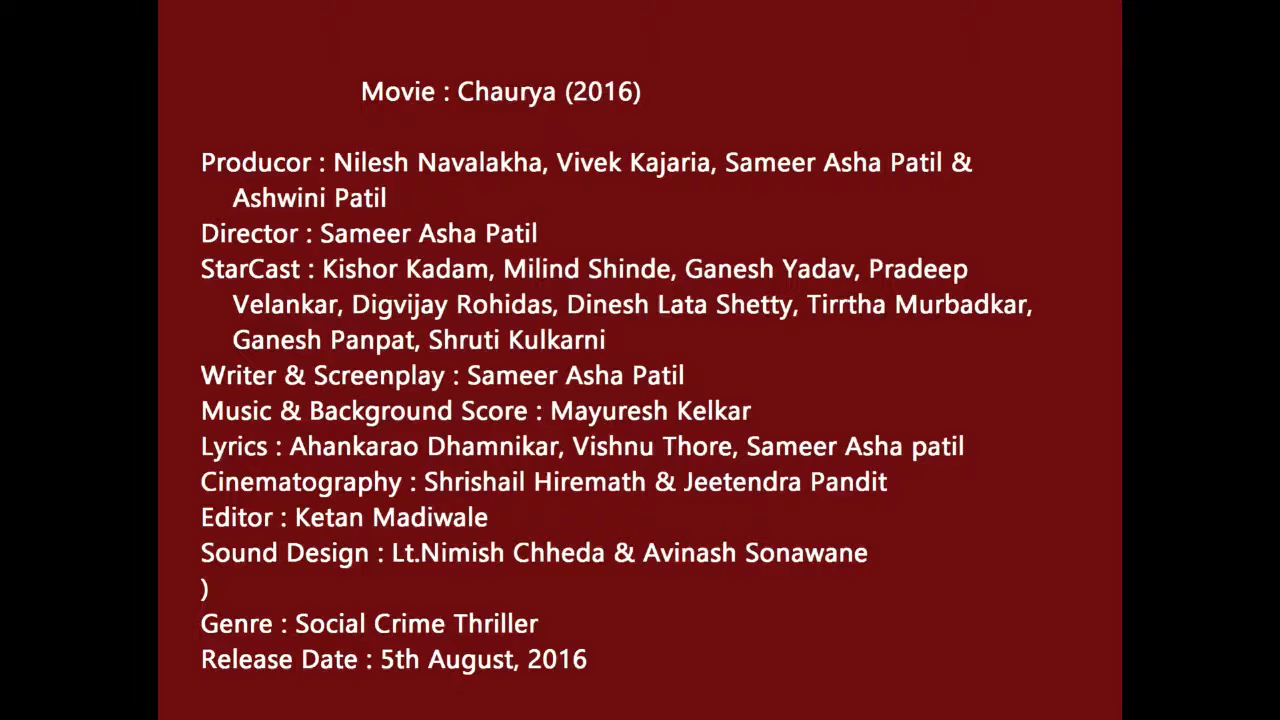 Movie : Chaurya (2016)
Producor : Nilesh Navalakha, Vivek Kajaria, Sameer Asha Patil &
Ashwini Patil
Director : Sameer Asha Patil
StarCast : Kishor Kadam, Milind Shinde, Ganesh Yadav, Pradeep
Velankar, Digvijay Rohidas, Dinesh Lata Shetty, Tirrtha Murbadkar,
Ganesh Panpat, Shruti Kulkarni
Writer & Screenplay : Sameer Asha Patil
Music & Background Score : Mayuresh Kelkar
Lyrics : Ahankarao Dhamnikar, Vishnu Thore, Sameer Asha patil
Cinematography : Shrishail Hiremath & Jeetendra Pandit
Editor : Ketan Madiwale
Sound Design : Lt.Nimish Chheda & Avinash Sonawane
)
Genre : Social Crime Thriller
Release Date : 5th August, 2016